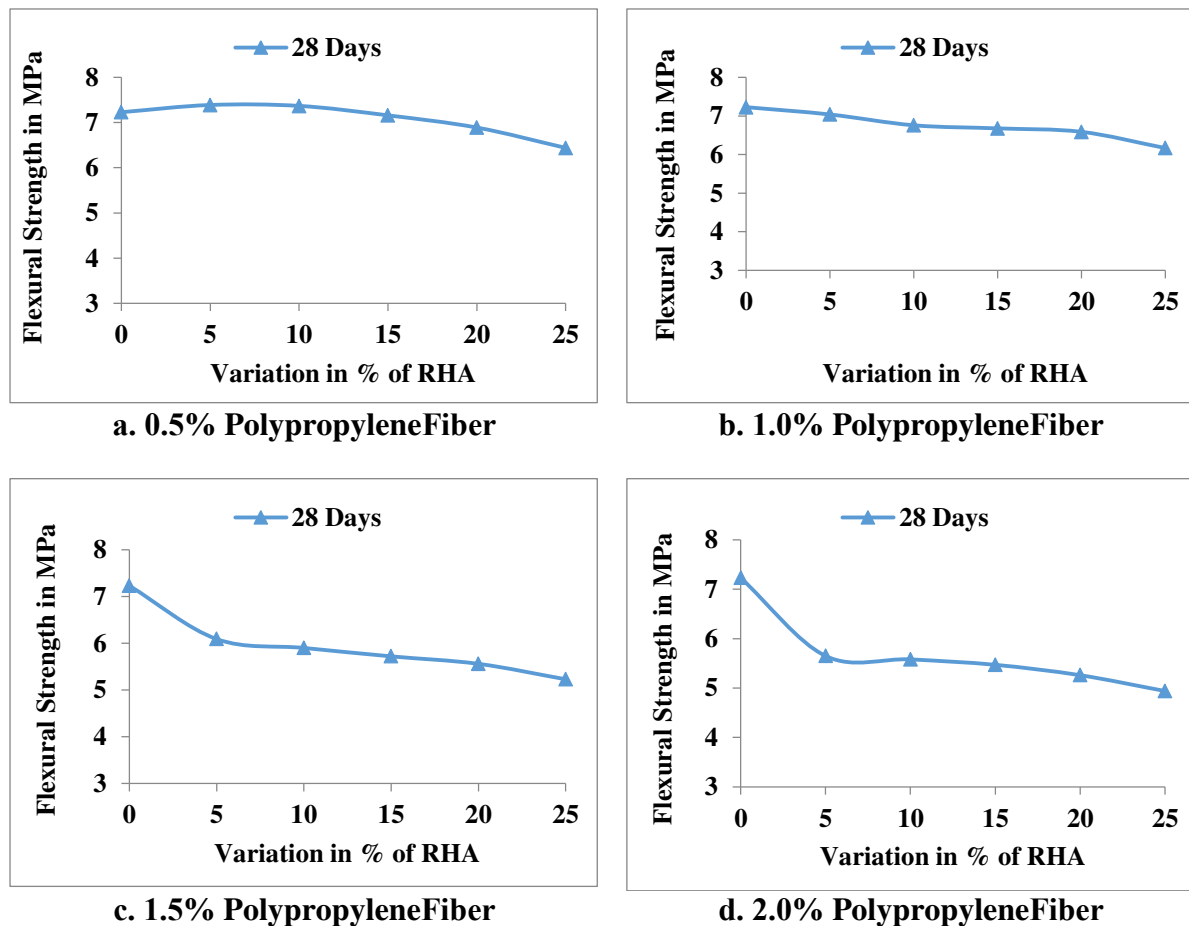 28 Days
Flexural Strength in MPa
8
7
6
5
4
3
0 5 10 15 20 25
Variation in % of RHA
a. 0.5% PolypropyleneFiber
28 Days
Flexural Strength in MPa
8
7
6
5
4
3
0 5 10 15 20 25
Variation in % of RHA
b. 1.0% PolypropyleneFiber
28 Days
Flexural Strength in MPa
8
7
6
5
4
3
0 5 10 15 20 25
Variation in % of RHA
c. 1.5% PolypropyleneFiber
28 Days
Flexural Strength in MPa
8
7
6
5
4
3
0 5 10 15 20 25
Variation in % of RHA
d. 2.0% PolypropyleneFiber